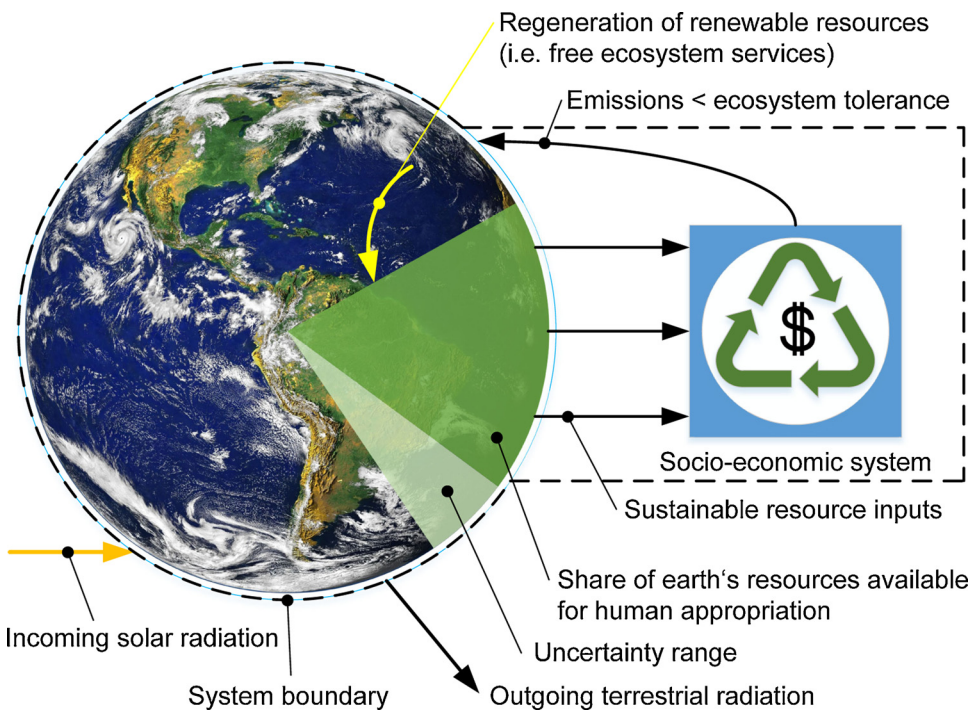 Regeneration of renewable resources
(i.e. free ecosystem services)
Emissions < ecosystem tolerance
$
Socio-economic system
Sustainable resource inputs
Share of earth‘s resources available
for human appropriation
Incoming solar radiation
Uncertainty range
System boundary
Outgoing terrestrial radiation